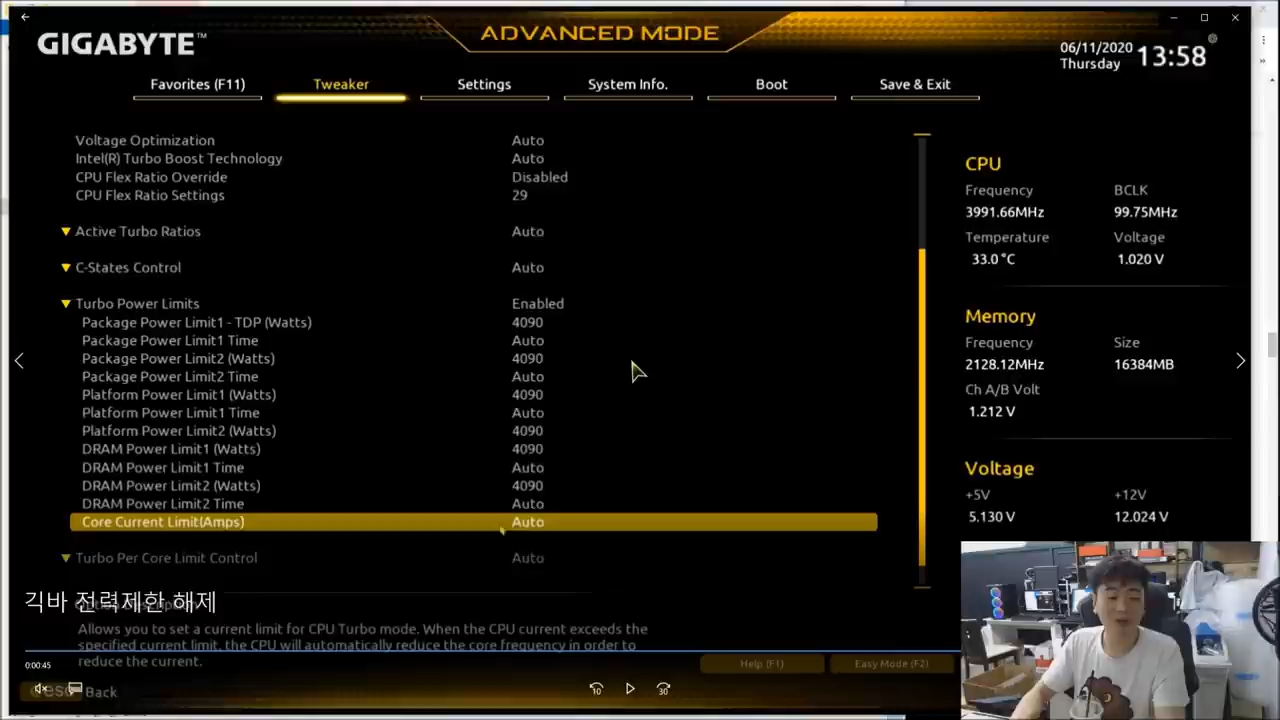 GIGABYTE™
ADVANCED MODE
06/11/2020
Thursday
13:58
Favorites (F11)
Tweaker
Settings
System Info.
Boot
Save & Exit
Voltage Optimization Auto
Intel(R) Turbo Boost Technology Auto
CPU Flex Ratio Override Disabled
CPU Flex Ratio Settings 29
Active Turbo Ratios Auto
C-States Control Auto
Turbo Power Limits Enabled
Package Power Limit1 - TDP (Watts) 4090
Package Power Limit1 Time Auto
Package Power Limit2 (Watts) 4090
Package Power Limit2 Time Auto
Platform Power Limit1 (Watts) 4090
Platform Power Limit1 Time Auto
Platform Power Limit2 (Watts) 4090
DRAM Power Limit1 (Watts) 4090
DRAM Power Limit1 Time Auto
DRAM Power Limit2 (Watts) 4090
DRAM Power Limit2 Time Auto
Core Current Limit(Amps) Auto
Turbo Per Core Limit Control Auto
CPU
Frequency BCLK
3991.66MHz 99.75MHz
Temperature Voltage
33.0 °C 1.020 V
Memory
Frequency Size
2128.12MHz 16384MB
Ch A/B Volt
1.212 V
Voltage
+5V +12V
5.130 V 12.024 V
긱바 전력제한 해제
Allows you to set a current limit for CPU Turbo mode. When the CPU current exceeds the
specified current limit, the CPU will automatically reduce the core frequency in order to
reduce the current.
0:00:45
Help (F1)
Easy Mode (F2)
esc Back
10
30